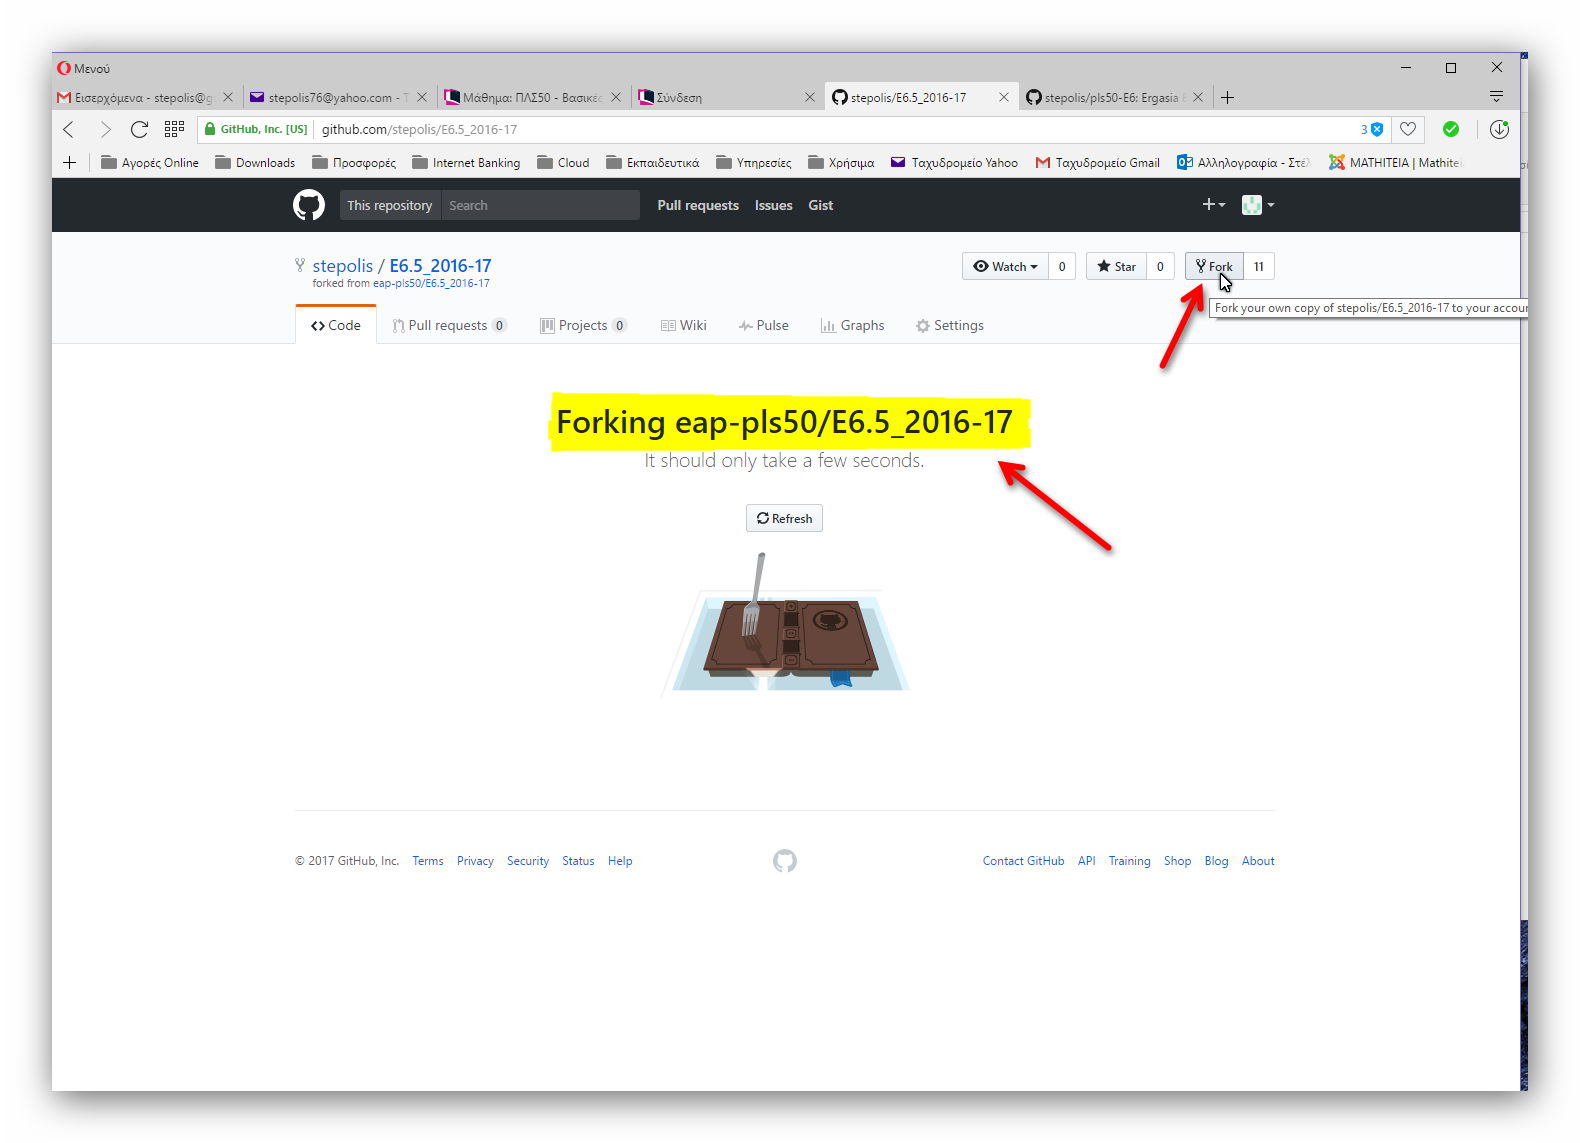 Μενού
Εισερχόμενα - stepolis@g
stepolis76@yahoo.com - T
Μάθημα: ΠΛΣ50 - Βασικές
Σύνδεση
stepolis/E6.5_2016-17
stepolis/pls50-E6: Ergasia E
GitHub, Inc. [US]
github.com/stepolis/E6.5_2016-17
3
Αγορές Online
Downloads
Προσφορές
Internet Banking
Cloud
Εκπαιδευτικά
Υπηρεσίες
Χρήσιμα
Ταχυδρομείο Yahoo
Ταχυδρομείο Gmail
Αλληλογραφία - Στέλ
MATHITEIA | Mathitei
This repository
Search
Pull requests
Issues
Gist
stepolis / E6.5_2016-17
forked from eap-pls50/E6.5_2016-17
Watch 0
Star 0
Fork 11
Fork your own copy of stepolis/E6.5_2016-17 to your accou
Code
Pull requests 0
Projects 0
Wiki
Pulse
Graphs
Settings
Forking eap-pls50/E6.5_2016-17
It should only take a few seconds.
Refresh
© 2017 GitHub, Inc. Terms Privacy Security Status Help
Contact GitHub API Training Shop Blog About